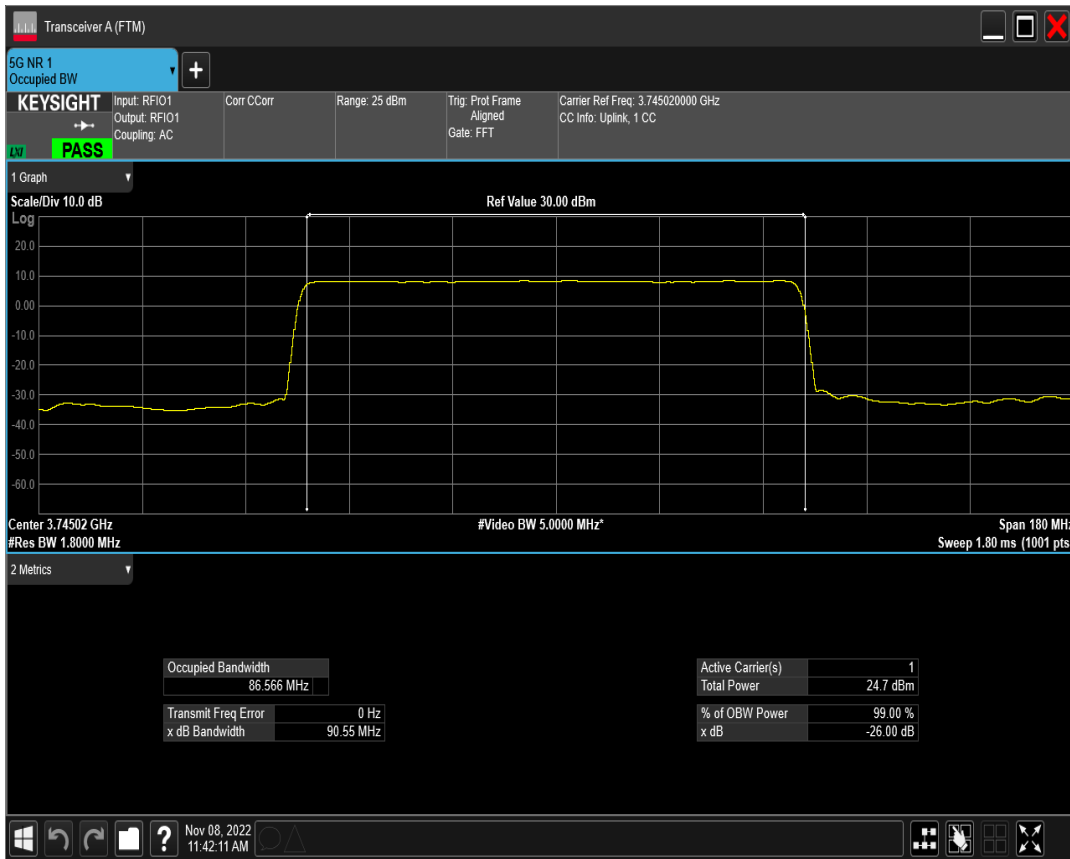 Transceiver A (FTM)
5G NR 1
Occupied BW
+
KEYSIGHT
LXI
PASS
Input: RFIO1
Output: RFIO1
Coupling: AC
Corr CCorr
Range: 25 dBm
Trig: Prot Frame
Aligned
Gate: FFT
Carrier Ref Freq: 3.745020000 GHz
CC Info: Uplink, 1 CC
1 Graph
Scale/Div 10.0 dB
Ref Value 30.00 dBm
Log
20.0
10.0
0.00
-10.0
-20.0
-30.0
-40.0
-50.0
-60.0
Center 3.74502 GHz
#Video BW 5.0000 MHz*
Span 180 MHz
#Res BW 1.8000 MHz
Sweep 1.80 ms (1001 pts
2 Metrics
Occupied Bandwidth
86.566 MHz
Transmit Freq Error 0 Hz
x dB Bandwidth 90.55 MHz
Active Carrier(s) 1
Total Power 24.7 dBm
% of OBW Power 99.00 %
x dB -26.00 dB
?
Nov 08, 2022
11:42:11 AM